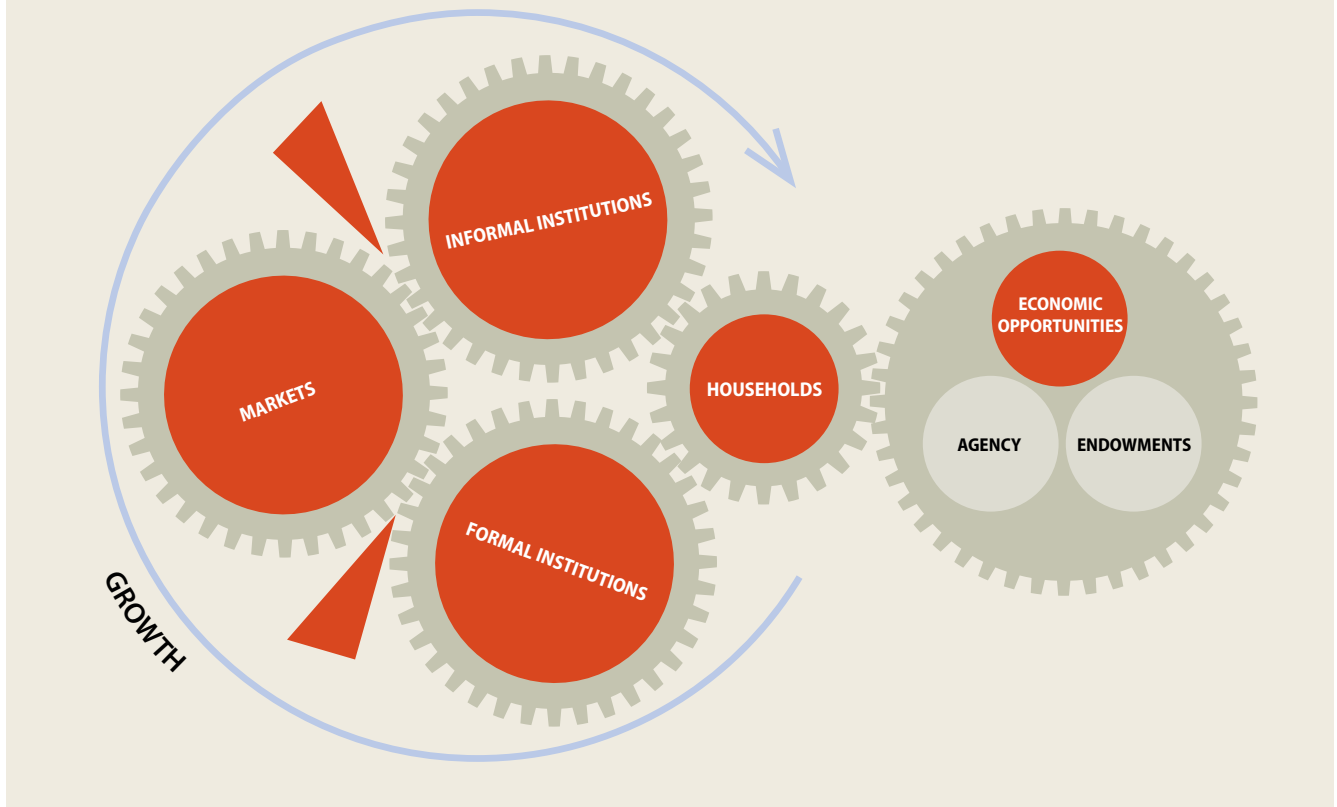 INFORMAL INSTITUTIONS
MARKETS
FORMAL INSTITUTIONS
HOUSEHOLDS
ECONOMIC
OPPORTUNITIES
AGENCY
ENDOWMENTS
GROWTH